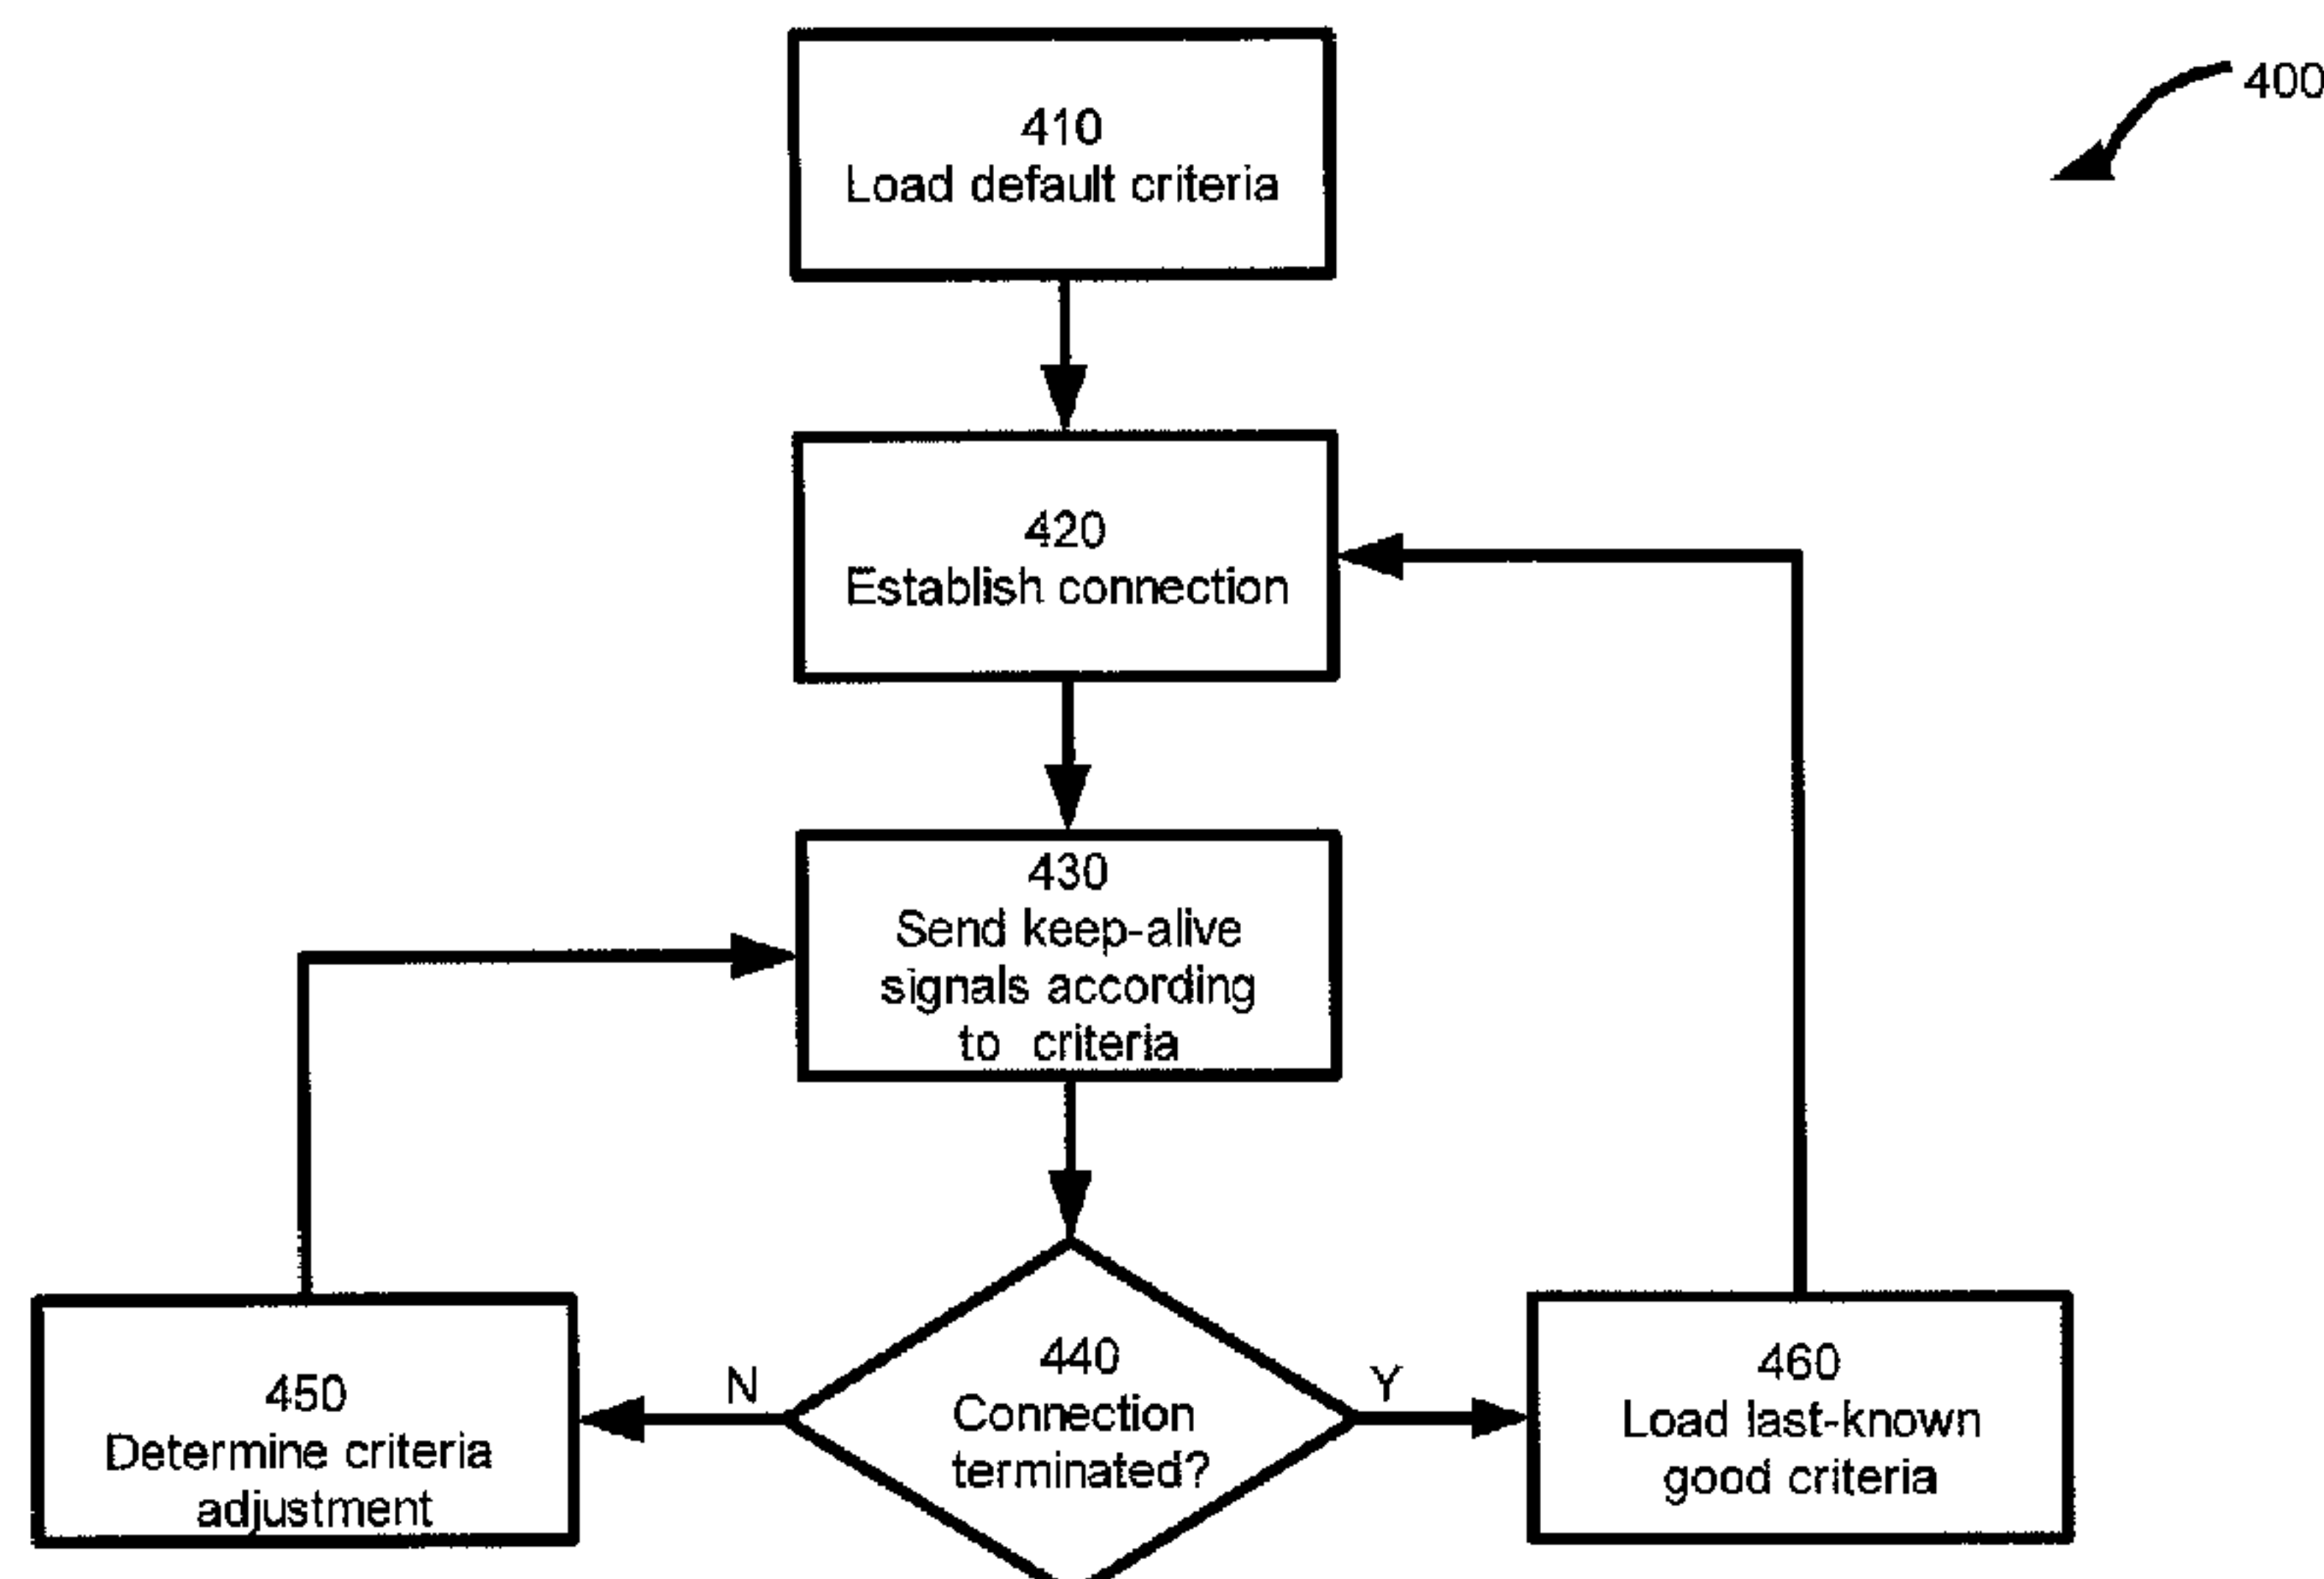 400
410
Load default criteria
420
Establish connection
430
Send keep-alive
signals according
to criteria
N
440
Connection
terminated?
Y
450
Determine criteria
adjustment
460
Load last-known
good criteria